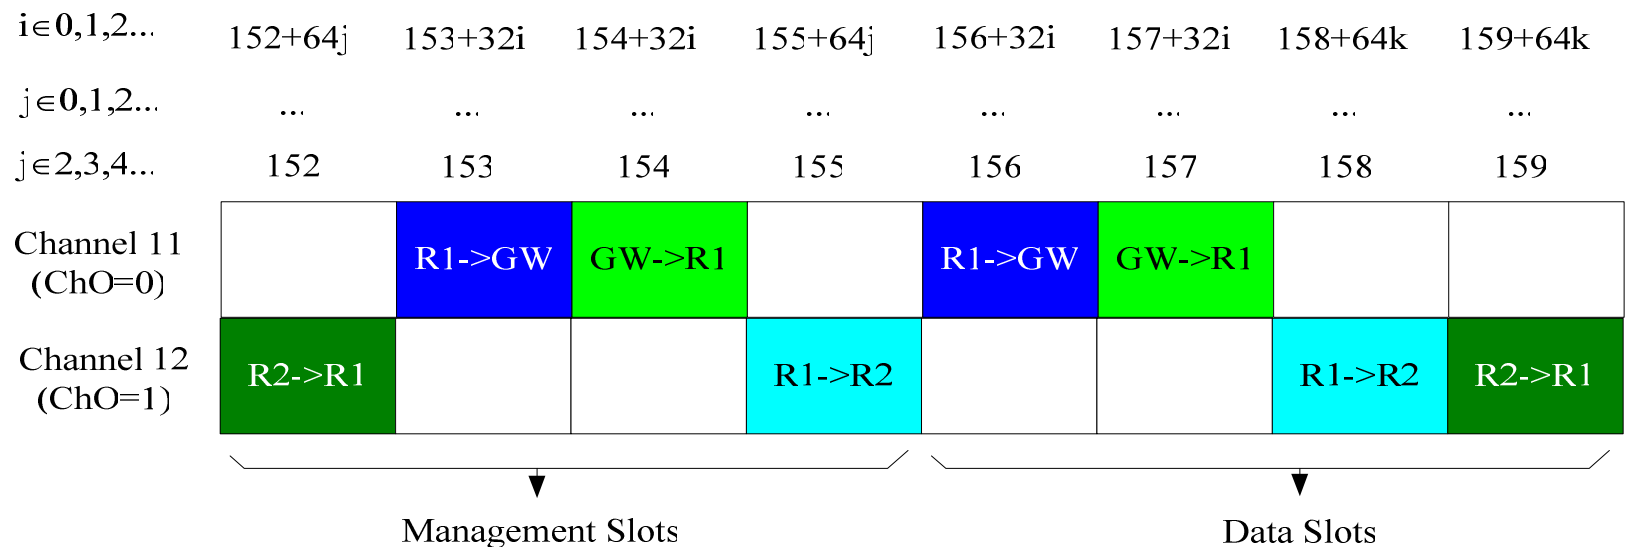 i∈0,1,2... 152+64j 153+32i 154+32i 155+64j 156+32i 157+32i 158+64k 159+64k
j∈0,1,2... ... ... ... ... ... ... ... ...
j∈2,3,4... 152 153 154 155 156 157 158 159
Channel 11
(ChO=0)
R1->GW GW->R1 R1->GW GW->R1
Channel 12
(ChO=1)
R2->R1 R1->R2 R1->R2 R2->R1
Management Slots Data Slots